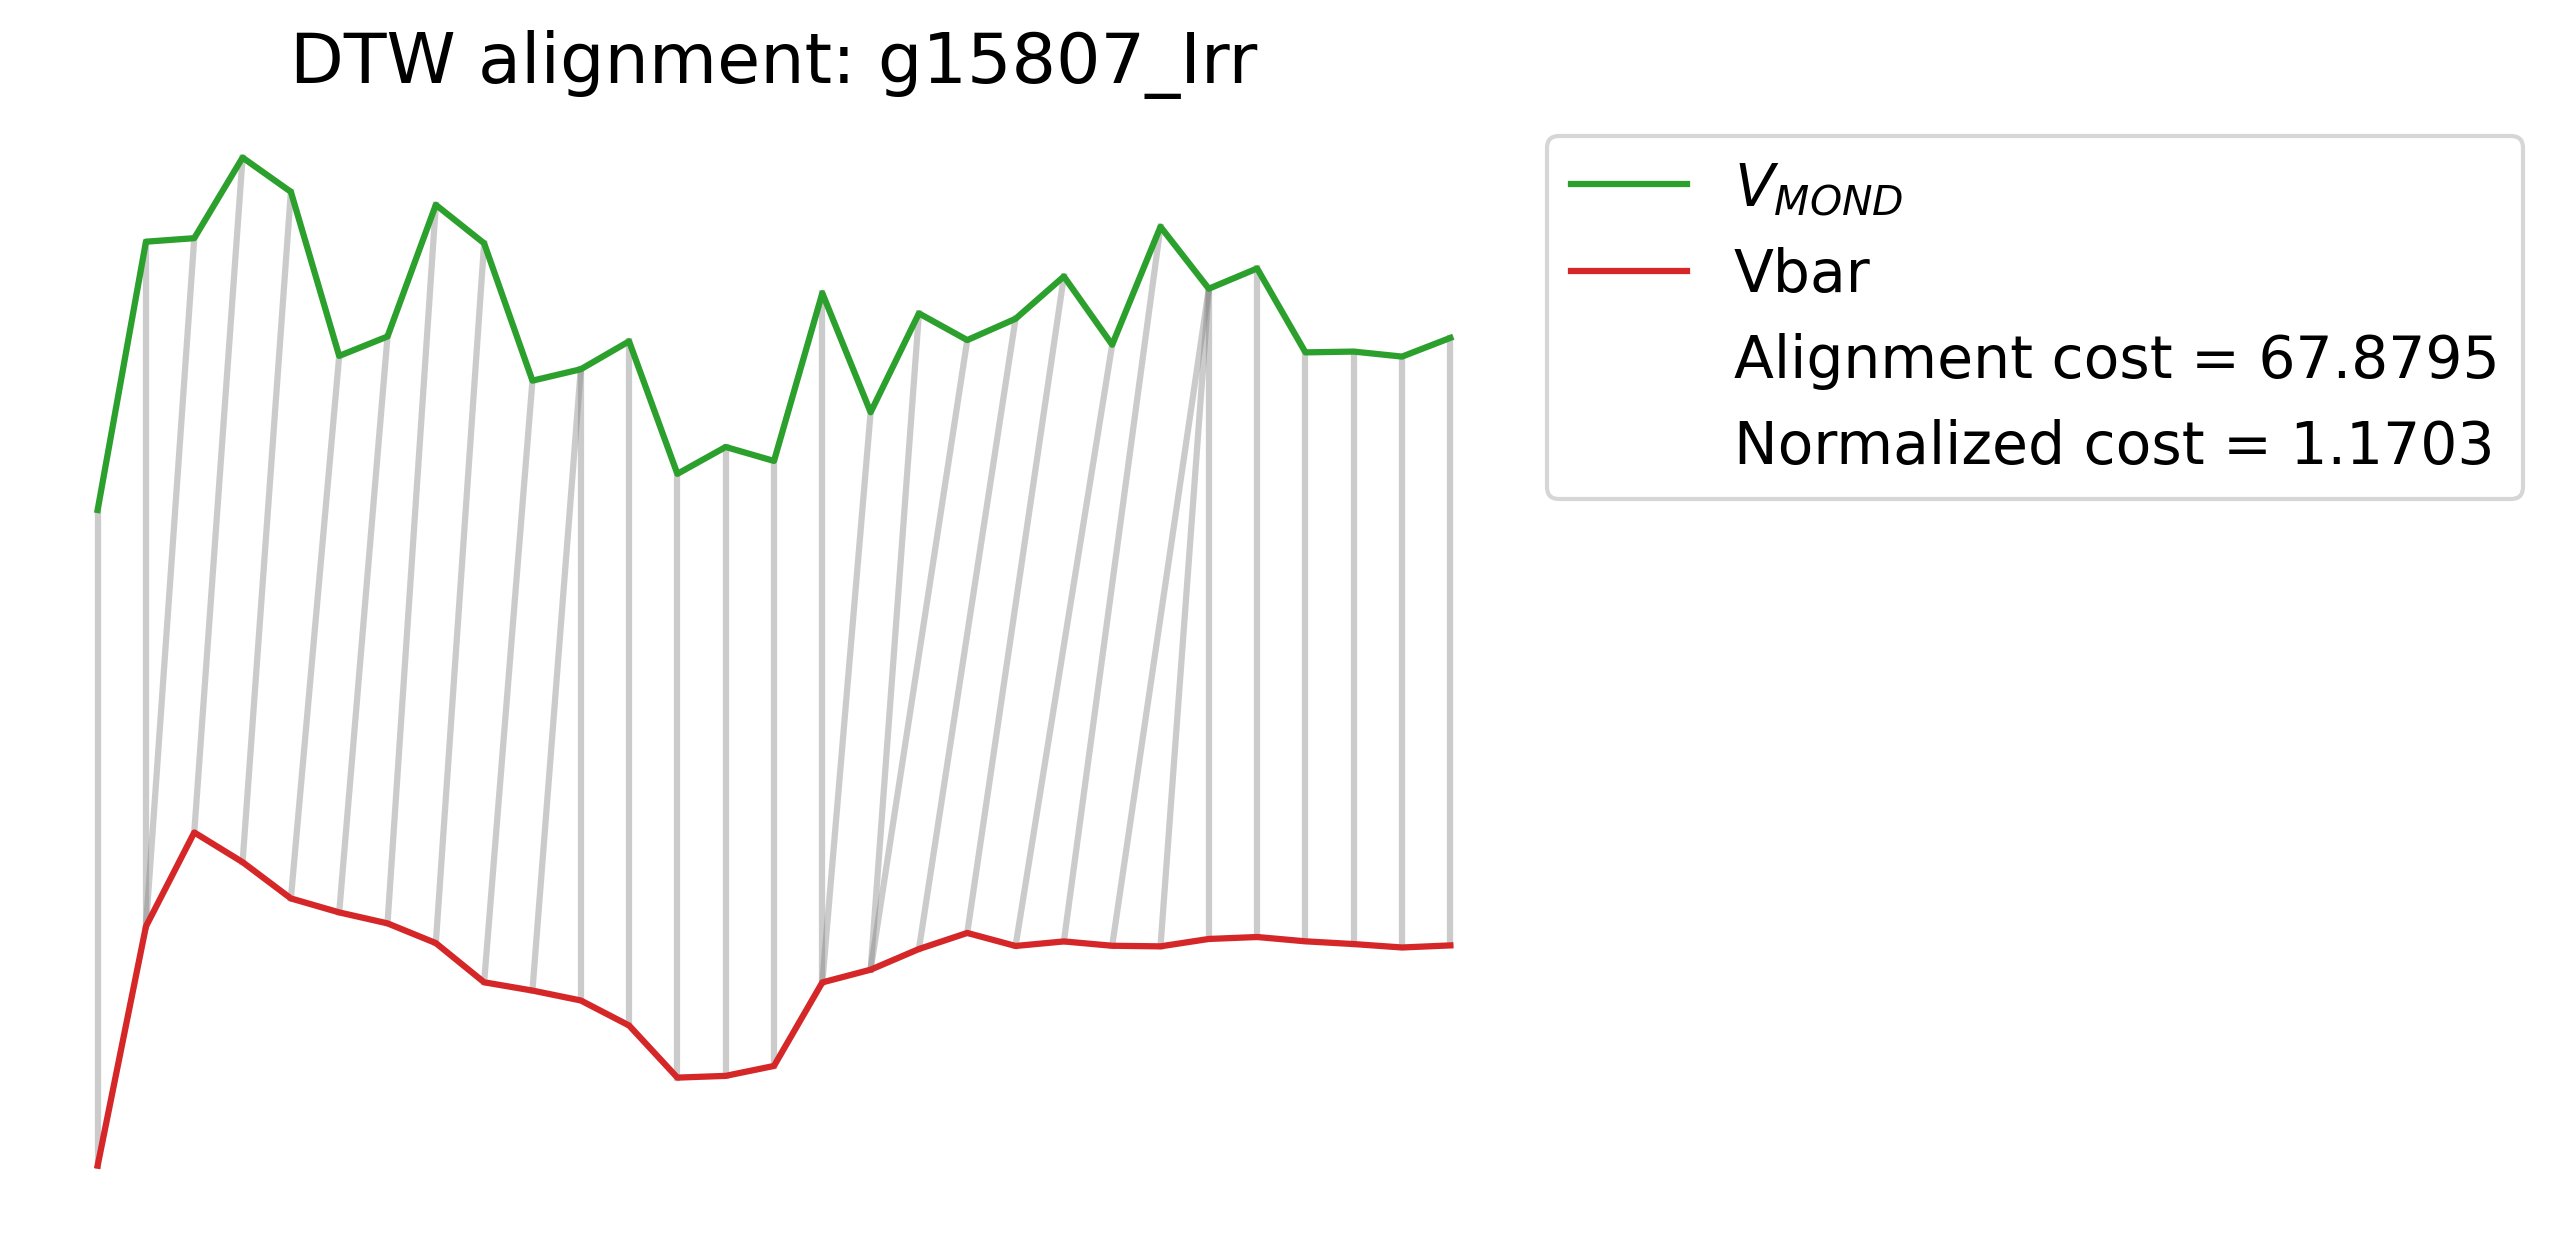 DTW alignment: g15807_Irr
V_MOND
Vbar
Alignment cost = 67.8795
Normalized cost = 1.1703